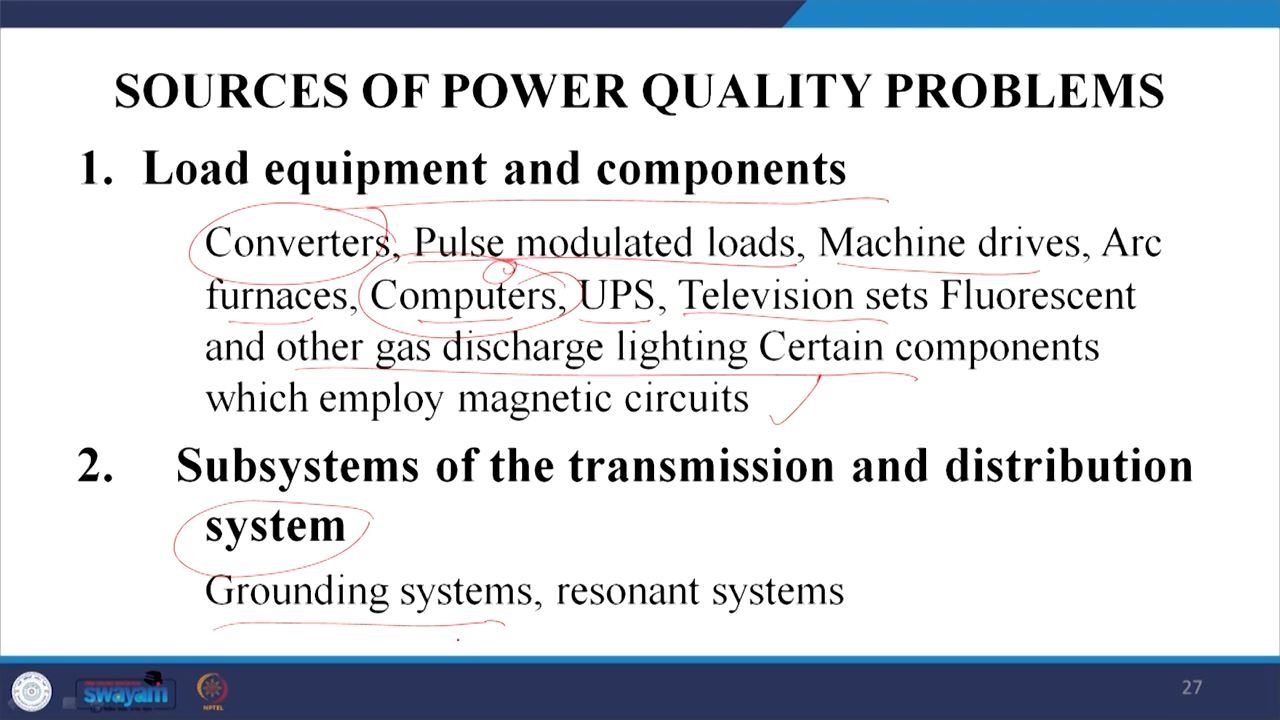 SOURCES OF POWER QUALITY PROBLEMS
1. Load equipment and components
Converters, Pulse modulated loads, Machine drives, Arc
furnaces, Computers, UPS, Television sets Fluorescent
and other gas discharge lighting Certain components
which employ magnetic circuits
2. Subsystems of the transmission and distribution
system
Grounding systems, resonant systems
swayam
NPTEL
27